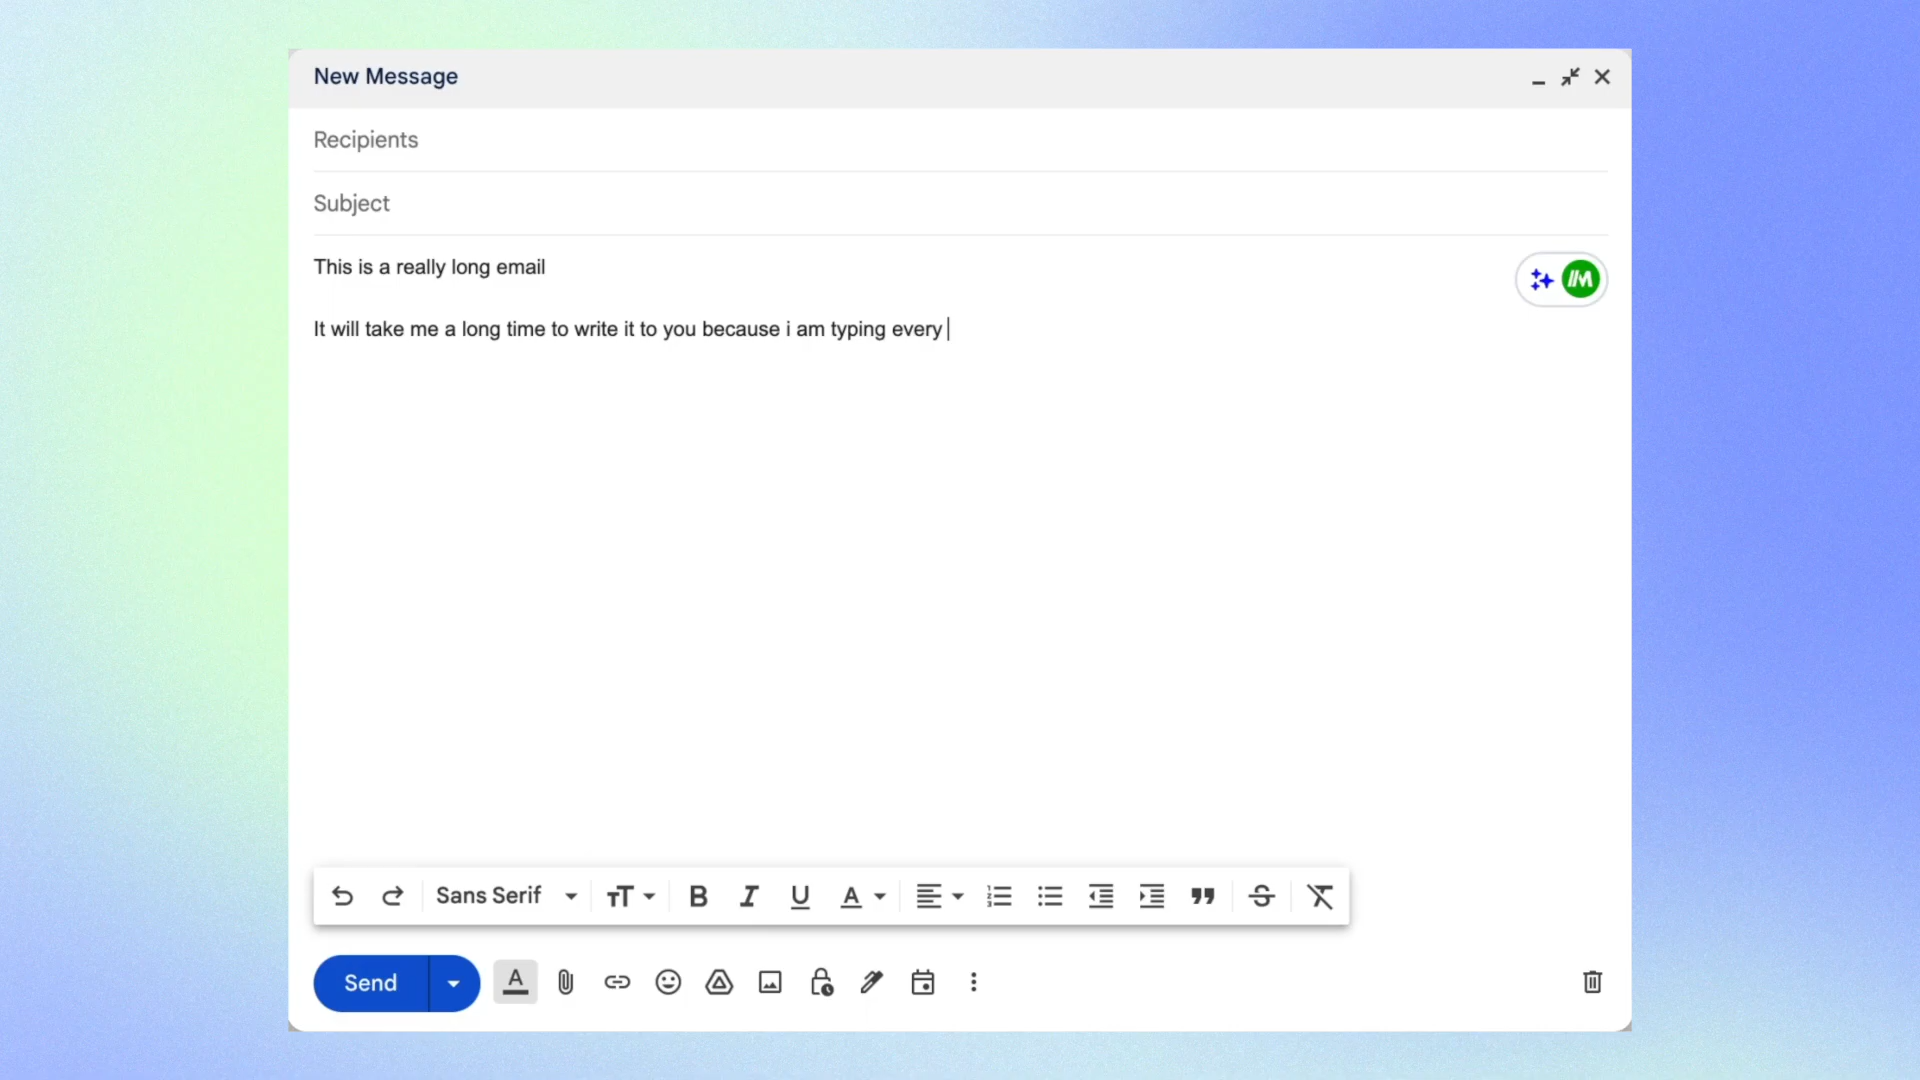 New Message
Recipients
Subject
This is a really long email
It will take me a long time to write it to you because i am typing every
Sans Serif
Send